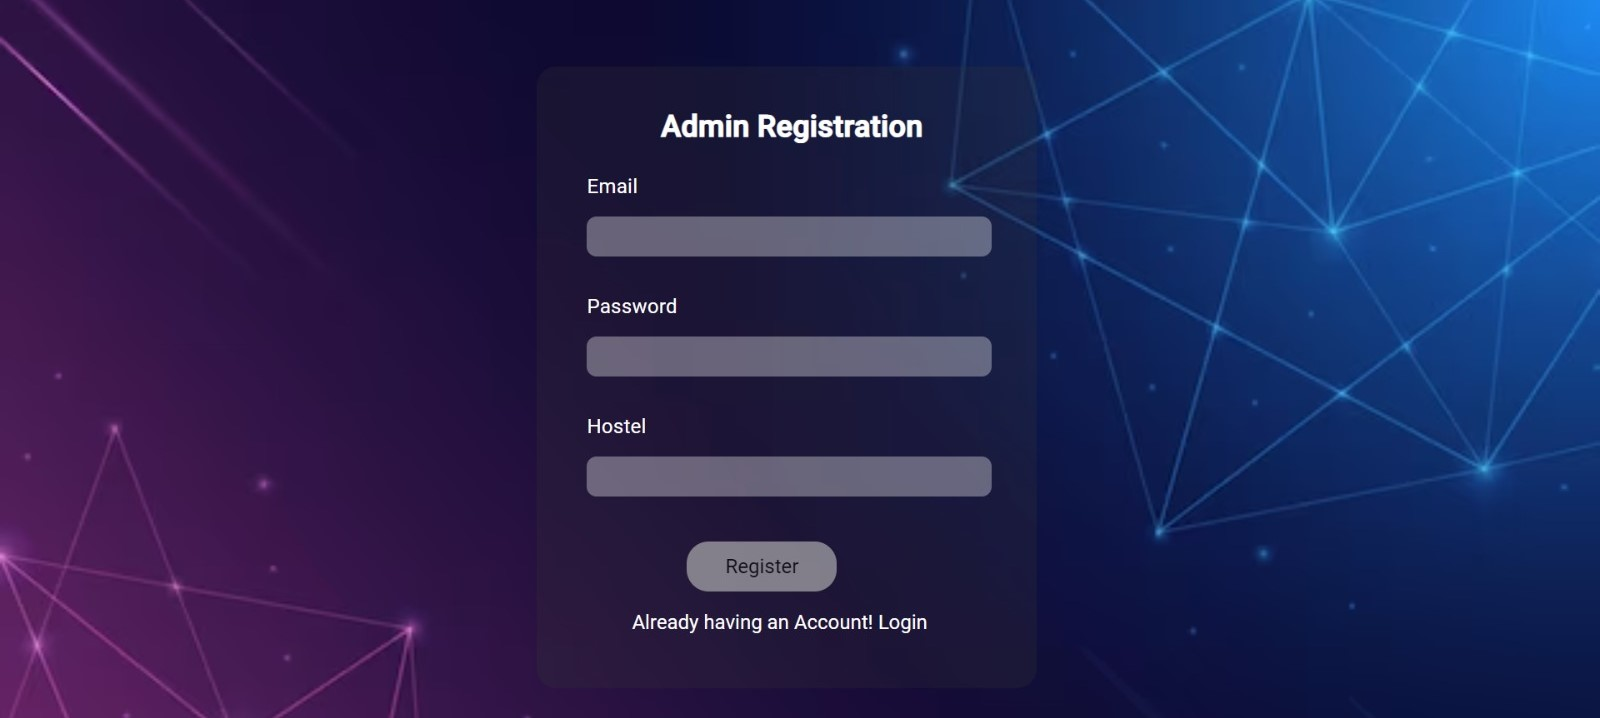 Admin Registration
Email
Password
Hostel
Register
Already having an Account! Login